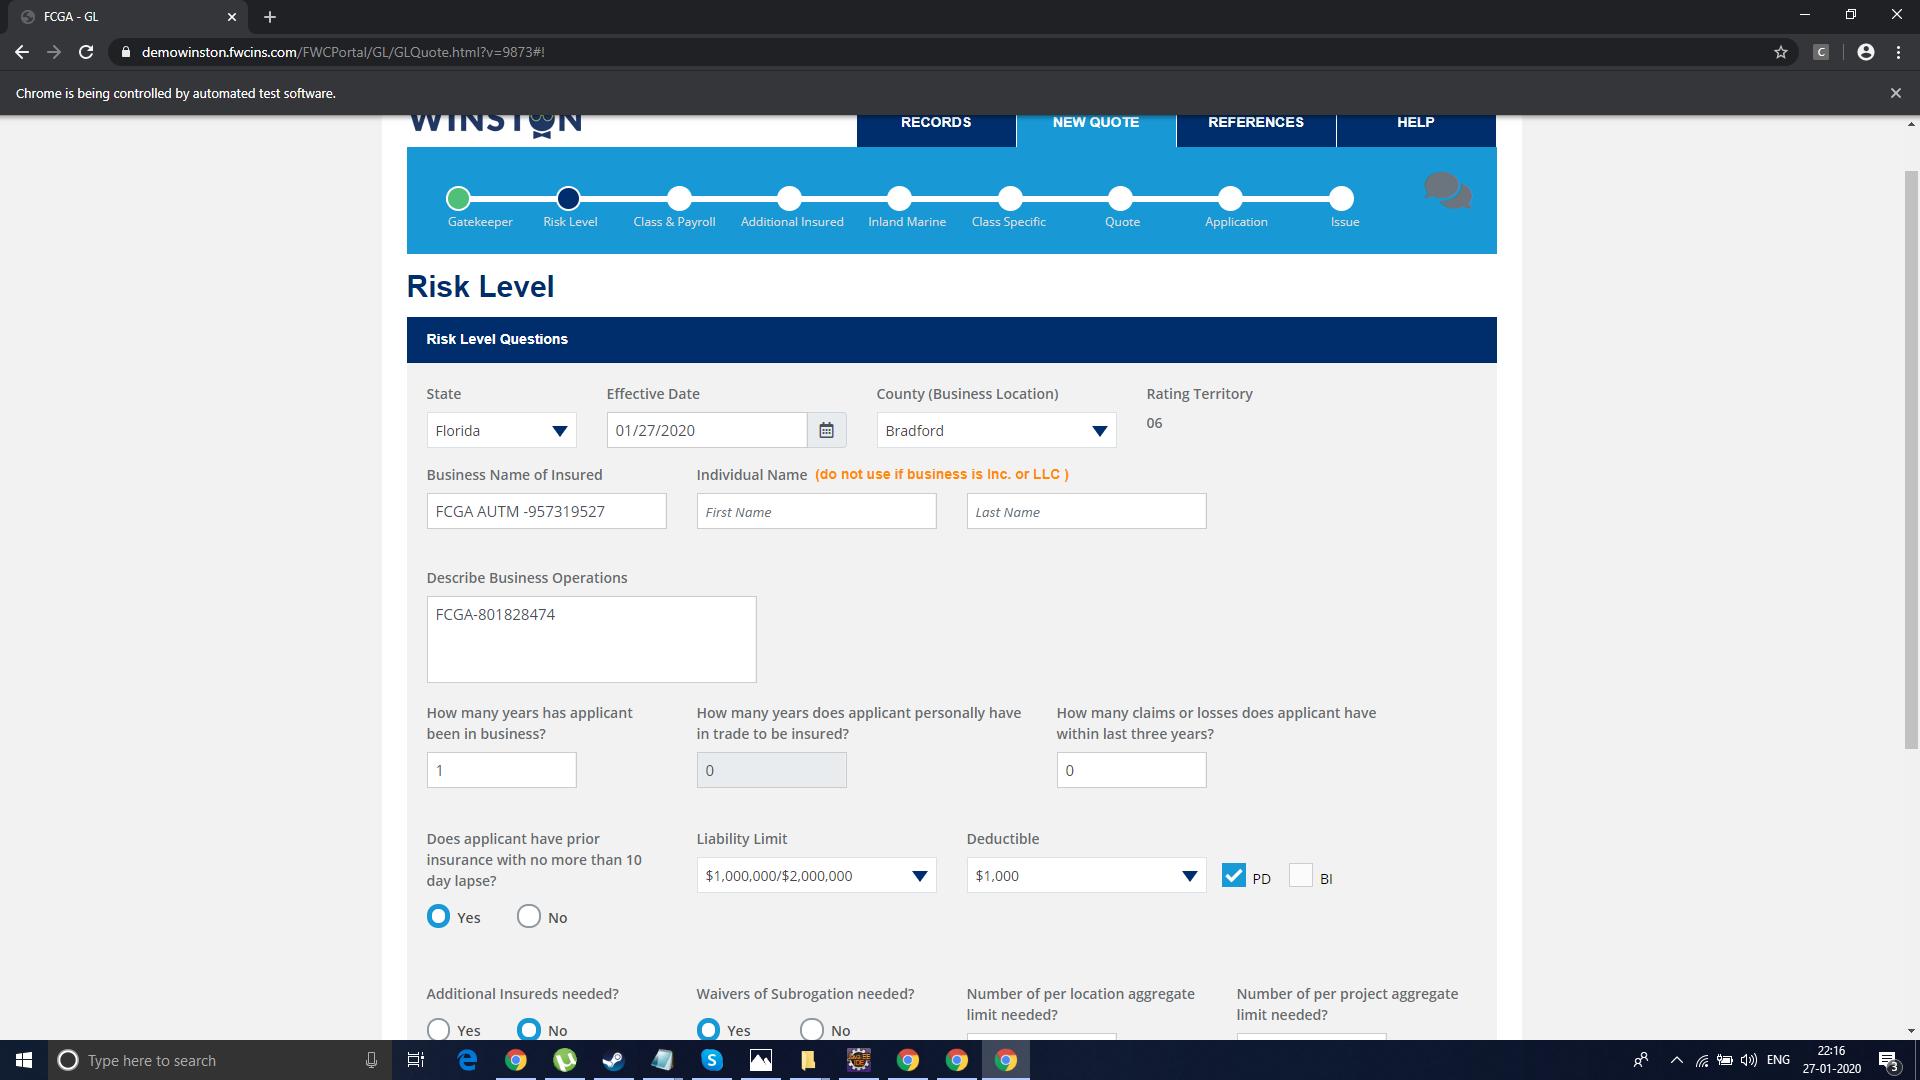 FCGA - GL
demowinston.fwcins.com/FWCPortal/GL/GLQuote.html?v=9873#!
C
Chrome is being controlled by automated test software.
WINSTON
RECORDS
NEW QUOTE
REFERENCES
HELP
Gatekeeper
Risk Level
Class & Payroll
Additional Insured
Inland Marine
Class Specific
Quote
Application
Issue
Risk Level
Risk Level Questions
State
Effective Date
County (Business Location)
Rating Territory
Florida
01/27/2020
Bradford
06
Business Name of Insured
Individual Name (do not use if business is Inc. or LLC )
FCGA AUTM -957319527
First Name
Last Name
Describe Business Operations
FCGA-801828474
How many years has applicant
been in business?
How many years does applicant personally have
in trade to be insured?
How many claims or losses does applicant have
within last three years?
1
0
0
Does applicant have prior
insurance with no more than 10
day lapse?
Yes
No
Liability Limit
$1,000,000/$2,000,000
Deductible
$1,000
PD
BI
Additional Insureds needed?
Yes
No
Waivers of Subrogation needed?
Yes
No
Number of per location aggregate
limit needed?
Number of per project aggregate
limit needed?
Type here to search
ENG
22:16
27-01-2020
3